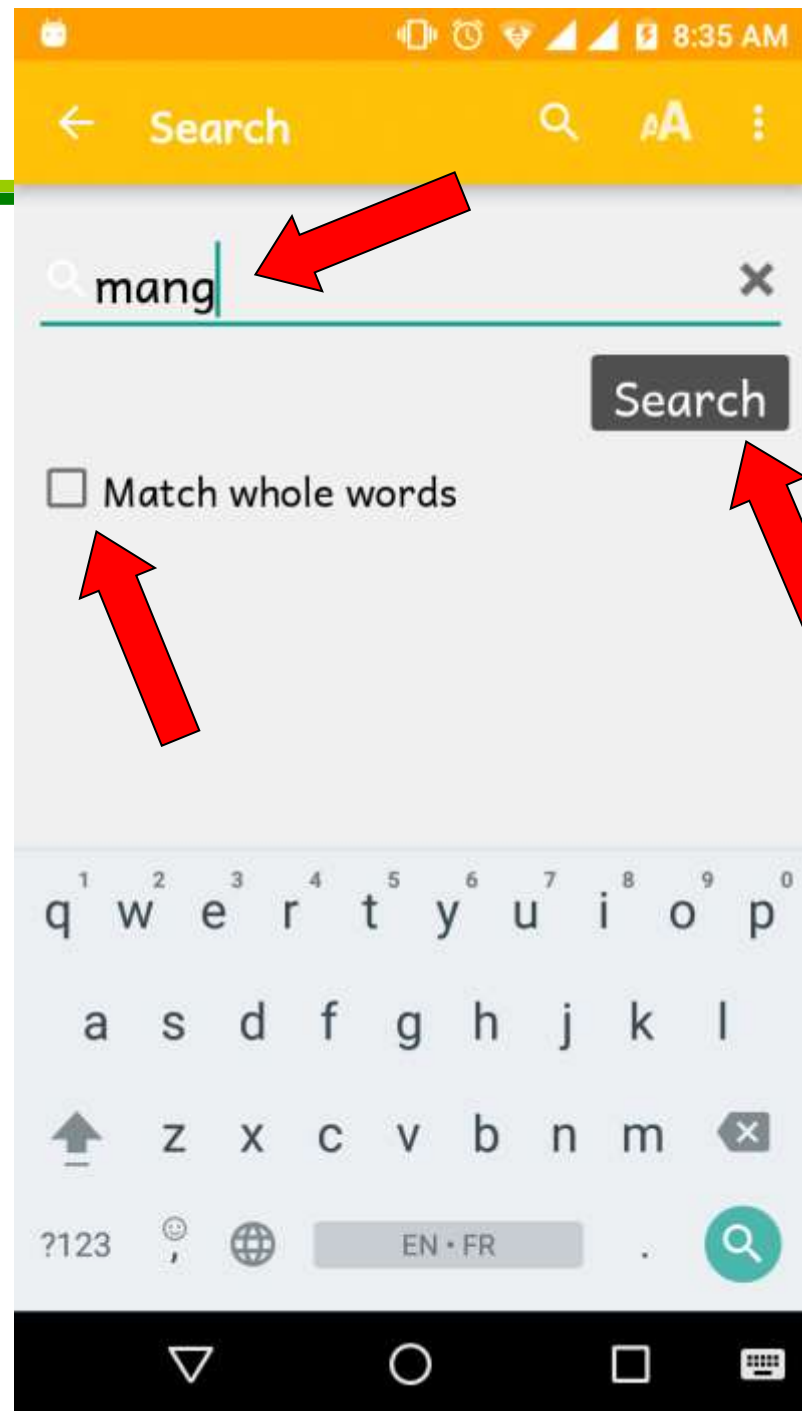 8:35 AM
Search AA
mang
Search
Match whole words
1 2 3 4 5 6 7 8 9 0
q w e r t y u i o p
a s d f g h j k l
z x c v b n m
?123 , EN • FR .